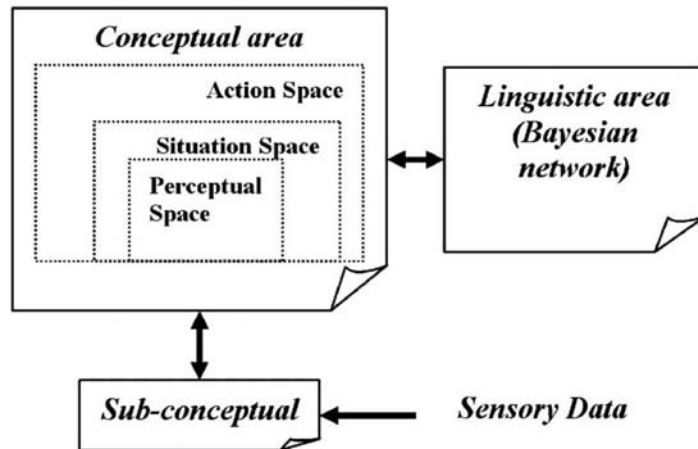 Conceptual area
Action Space
Situation Space
Perceptual
Space
Linguistic area
(Bayesian
network)
Sub-conceptual
Sensory Data